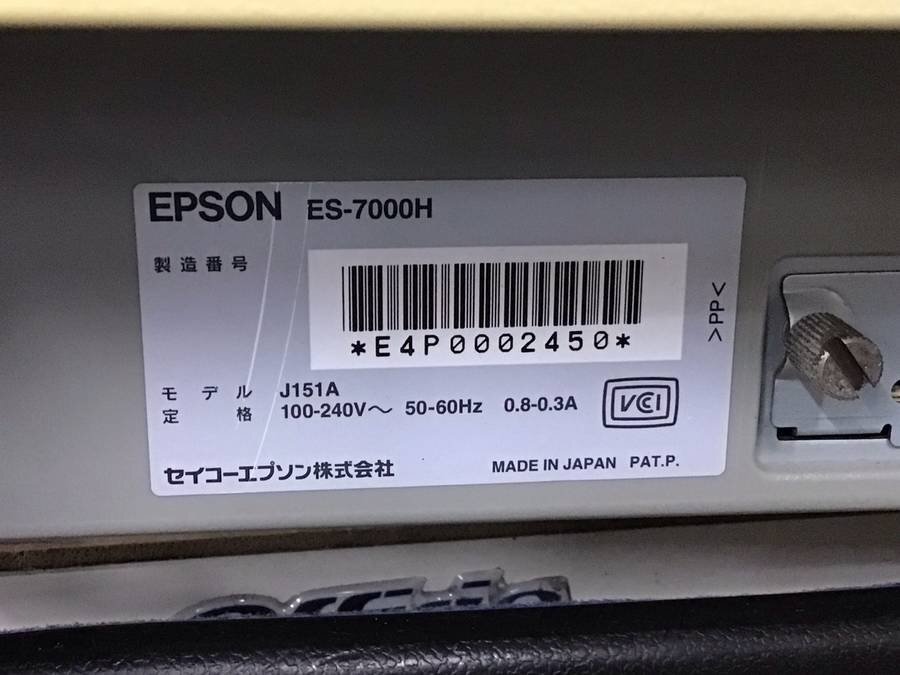 EPSON ES-7000H
製造番号
*E4P0002450*
>PP<
モデル J151A
定格 100-240V～ 50-60Hz 0.8-0.3A
VCI
セイコーエプソン株式会社 MADE IN JAPAN PAT.P.